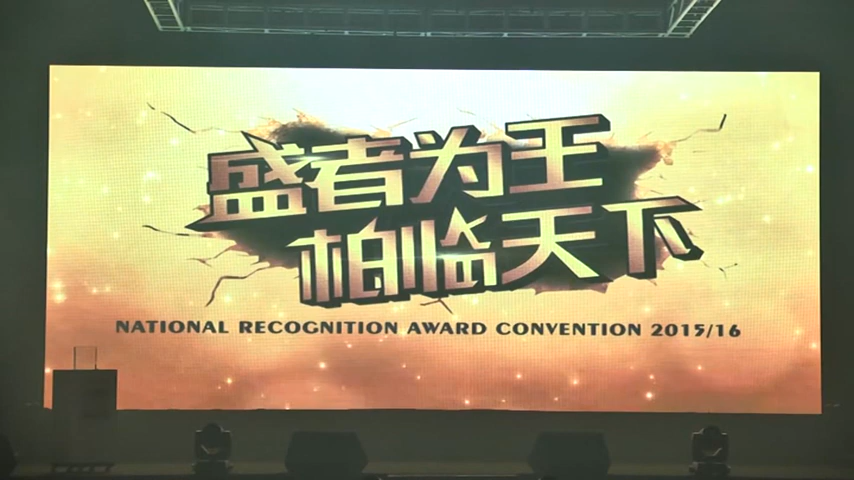 盛者为王
柏临天下
NATIONAL RECOGNITION AWARD CONVENTION 2015/16